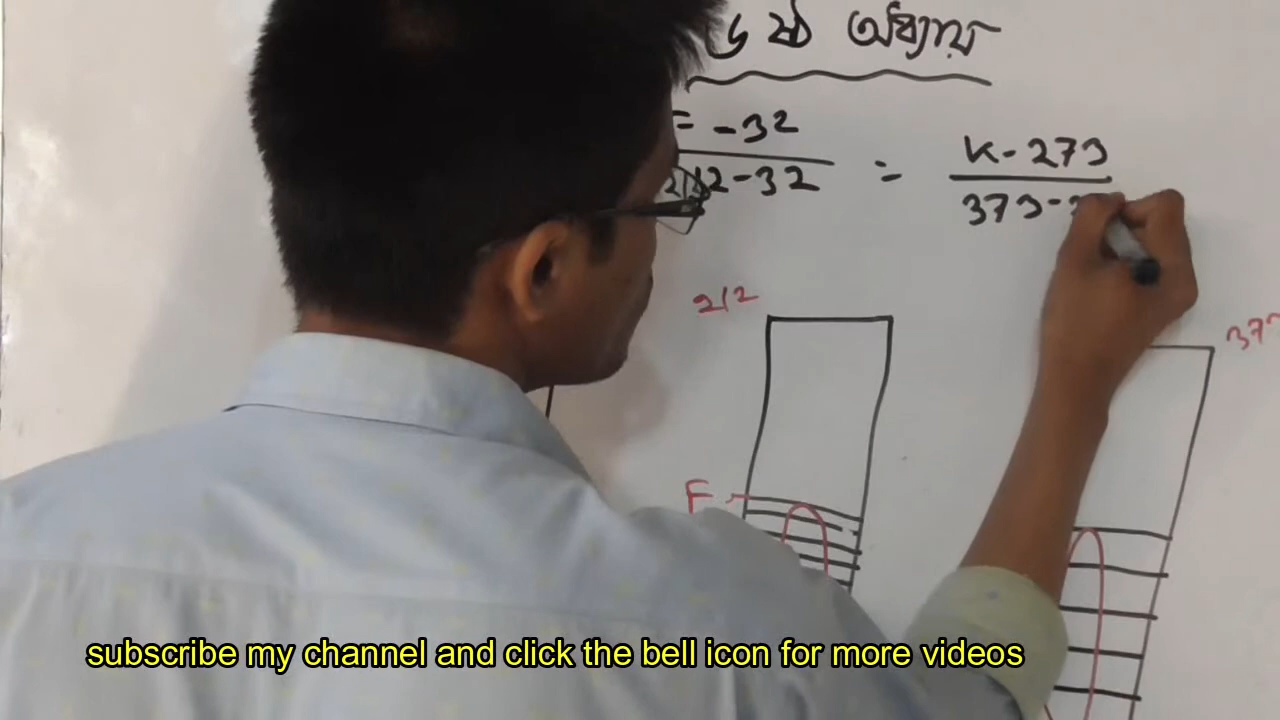 ৬ষ্ঠ অধ্যায়
F - 32
212-32 = K - 273
373-
212
373
F
subscribe my channel and click the bell icon for more videos